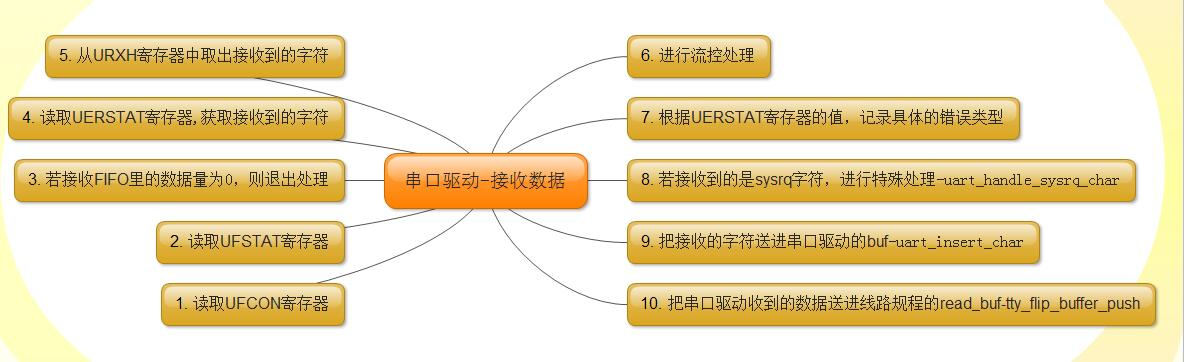 5. 从URXH寄存器中取出接收到的字符
6. 进行流控处理
4. 读取UERSTAT寄存器,获取接收到的字符
7. 根据UERSTAT寄存器的值，记录具体的错误类型
串口驱动-接收数据
3. 若接收FIFO里的数据量为0，则退出处理
8. 若接收到的是sysrq字符，进行特殊处理-uart_handle_sysrq_char
2. 读取UFSTAT寄存器
9. 把接收的字符送进串口驱动的buf-uart_insert_char
1. 读取UFCON寄存器
10. 把串口驱动收到的数据送进线路规程的read_buf-tty_flip_buffer_push